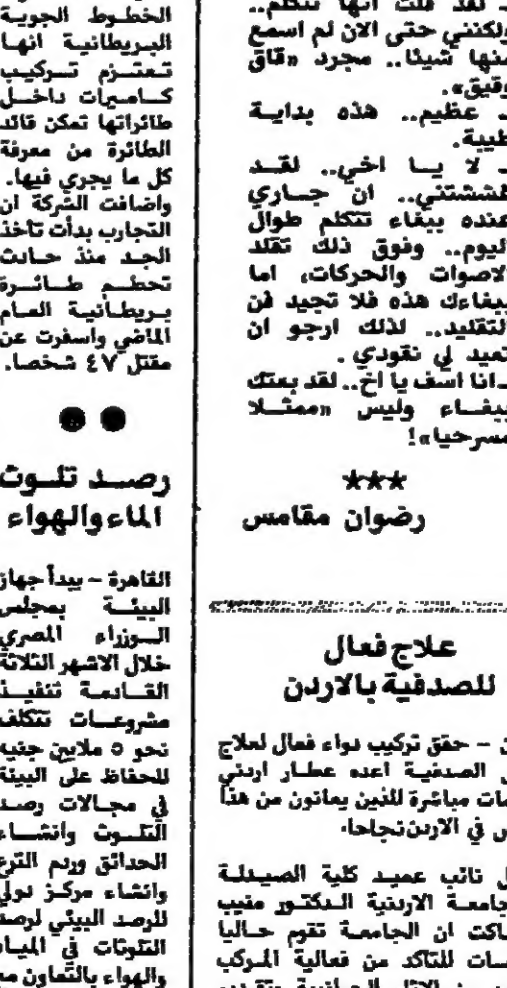 ـ لقد قلت انها تتكلم..
ولكنني حتى الان لم اسمع
منها شيئا.. مجرد «قاق
وقيق».
ـ عظيم.. هذه بداية
طيبة.
ـ لا يا اخي.. لقد
غششتني.. ان جاري
عنده ببغاء تتكلم طوال
اليوم.. وفوق ذلك تقلد
الاصوات والحركات، اما
ببغاءك هذه فلا تجيد فن
التقليد.. لذلك ارجو ان
تعيد لي نقودي .
ـ انا اسف يا اخ.. لقد بعتك
ببغاء وليس «ممثلا
مسرحيا»!
***
رضوان مقامس
علاج فعال
للصدفية بالاردن
– حقق تركيب دواء فعال لعلاج
الصدفية اعده عطار اردني
مباشرة للذين يعانون من هذا
في الاردن نجاحا.
نائب عميد كلية الصيدلة
الاردنية الدكتور منيب
ان الجامعة تقوم حاليا
للتاكد من فعالية المركب
الخطوط الجوية
البريطانية انها
تعتزم تركيب
كاميرات داخل
طائراتها تمكن قائد
الطائرة من معرفة
كل ما يجري فيها.
واضافت الشركة ان
التجارب بدأت تأخذ
الجد منذ حادث
تحطم طائرة
بريطانية العام
الماضي واسفرت عن
مقتل ٤٧ شخصا.
رصد تلوث
الماء والهواء
القاهرة – يبدأ جهاز
البيئة بمجلس
الوزراء المصري
خلال الاشهر الثلاثة
القادمة تنفيذ
مشروعات تتكلف
نحو ٥ ملايين جنيه
للحفاظ على البيئة
في مجالات رصد
التلوث وانشاء
الحدائق وردم الترع
وانشاء مركز دولي
للرصد البيئي لرصد
التلوثات في المياه
والهواء بالتعاون مع